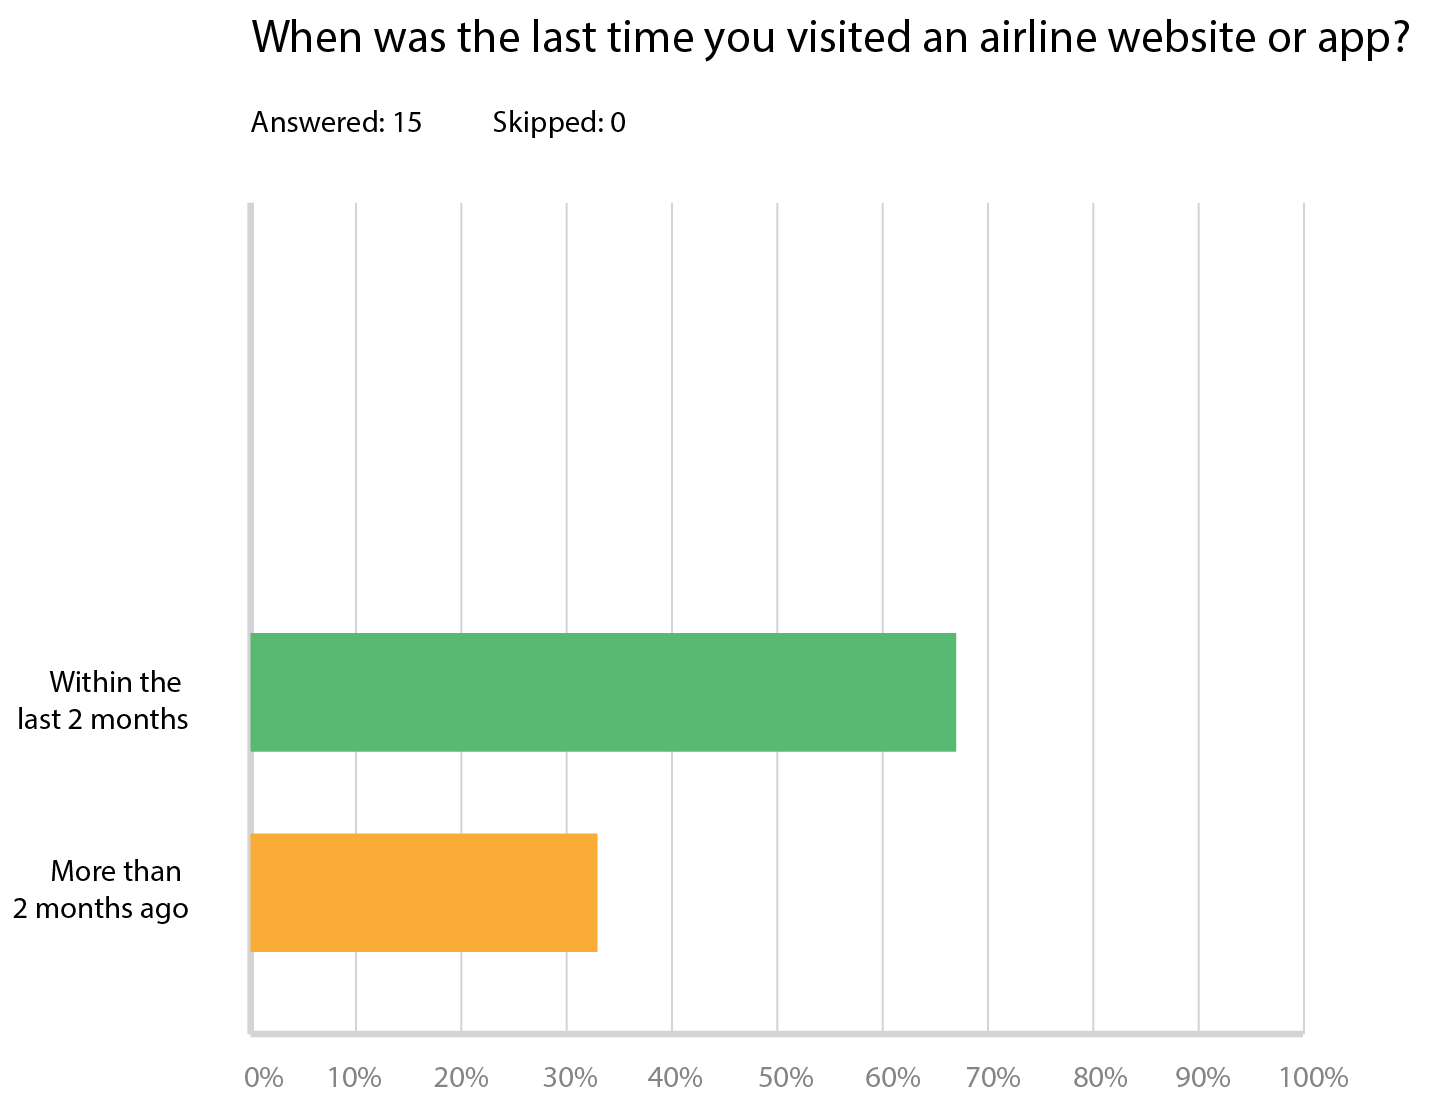 When was the last time you visited an airline website or app?
Answered: 15 Skipped: 0
Within the
last 2 months
More than
2 months ago
0% 10% 20% 30% 40% 50% 60% 70% 80% 90% 100%